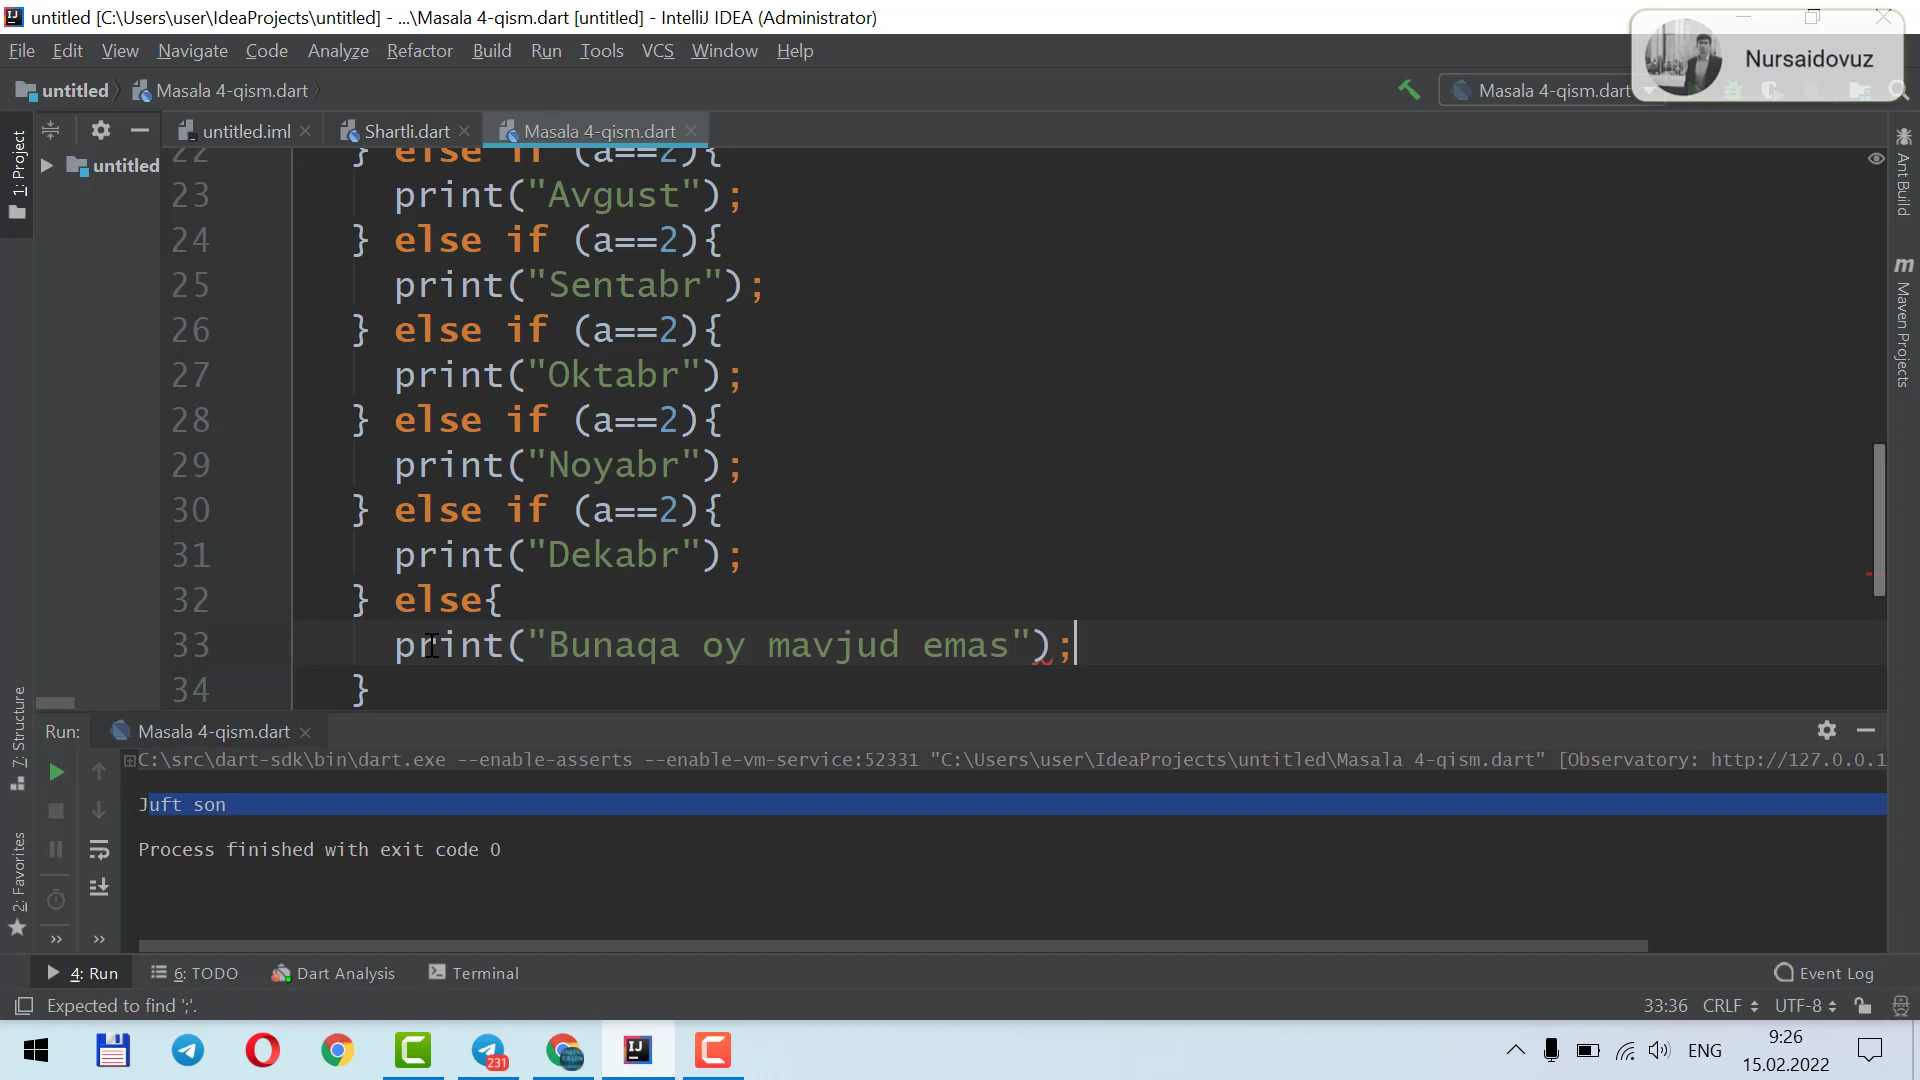 untitled [C:\Users\user\IdeaProjects\untitled] - ...\Masala 4-qism.dart [untitled] - IntelliJ IDEA (Administrator)
Nursaidovuz
File Edit View Navigate Code Analyze Refactor Build Run Tools VCS Window Help
untitled Masala 4-qism.dart
Masala 4-qism.dart
untitled.iml Shartli.dart Masala 4-qism.dart
1: Project
untitled
Ant Build
Maven Projects
22 } else if (a==2){
23 print("Avgust");
24 } else if (a==2){
25 print("Sentabr");
26 } else if (a==2){
27 print("Oktabr");
28 } else if (a==2){
29 print("Noyabr");
30 } else if (a==2){
31 print("Dekabr");
32 } else{
33 print("Bunaqa oy mavjud emas");
34 }
7: Structure
2: Favorites
Run: Masala 4-qism.dart
C:\src\dart-sdk\bin\dart.exe --enable-asserts --enable-vm-service:52331 "C:\Users\user\IdeaProjects\untitled\Masala 4-qism.dart" [Observatory: http://127.0.0.1
Juft son
Process finished with exit code 0
4: Run 6: TODO Dart Analysis Terminal Event Log
Expected to find ';'. 33:36 CRLF UTF-8
231
ENG
9:26
15.02.2022